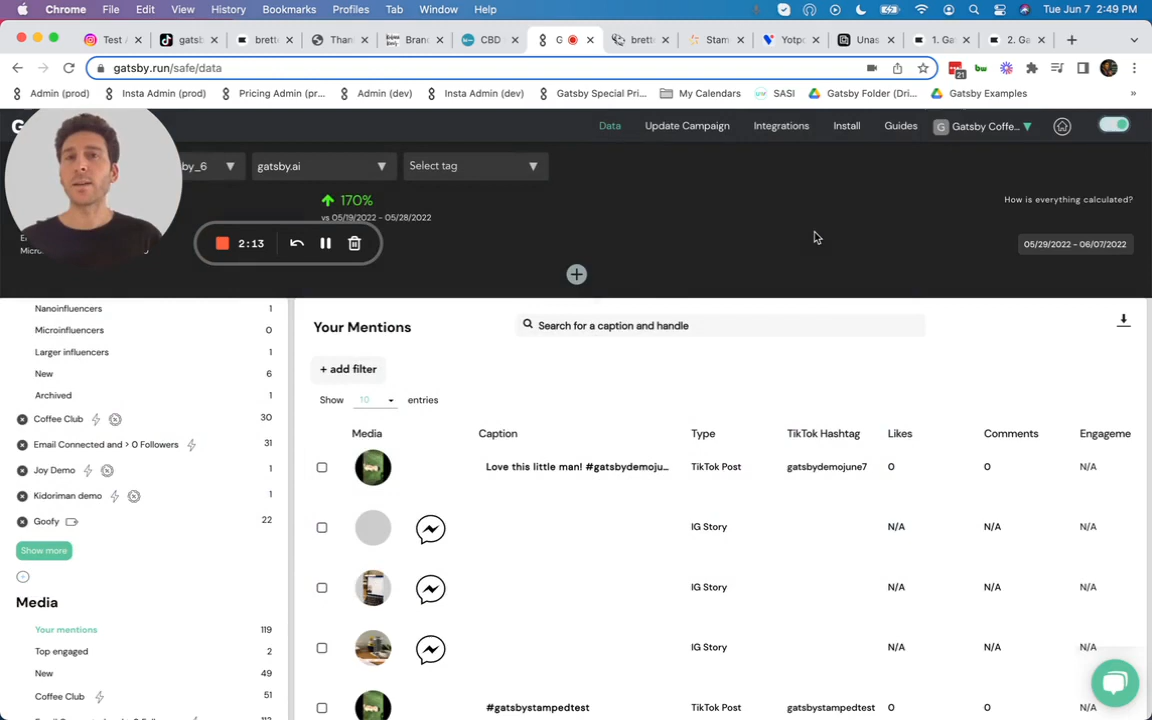 Chrome File Edit View History Bookmarks Profiles Tab Window Help Tue Jun 7 2:49 PM
Test / gatsl brette Than Branc CBD G brette Stam Yotpo Unas 1. Ga 2. Ga
gatsby.run/safe/data 21
Admin (prod) Insta Admin (prod) Pricing Admin (pr... Admin (dev) Insta Admin (dev) Gatsby Special Pri... My Calendars SASI Gatsby Folder (Dri... Gatsby Examples »
G Data Update Campaign Integrations Install Guides G Gatsby Coffe...
by_6 gatsby.ai Select tag
170%
vs 05/19/2022 - 05/28/2022
How is everything calculated?
2:13
05/29/2022 - 06/07/2022
Nanoinfluencers 1
Microinfluencers 0
Larger influencers 1
New 6
Archived 1
Coffee Club 30
Email Connected and > 0 Followers 31
Joy Demo 1
Kidoriman demo 1
Goofy 22
Show more
Media
Your mentions 119
Top engaged 2
New 49
Coffee Club 51
Your Mentions
Search for a caption and handle
+ add filter
Show 10 entries
Media Caption Type TikTok Hashtag Likes Comments Engageme
Love this little man! #gatsbydemoju... TikTok Post gatsbydemojune7 0 0 N/A
IG Story N/A N/A N/A
IG Story N/A N/A N/A
IG Story N/A N/A N/A
#gatsbystampedtest TikTok Post gatsbystampedtest 0 0 N/A